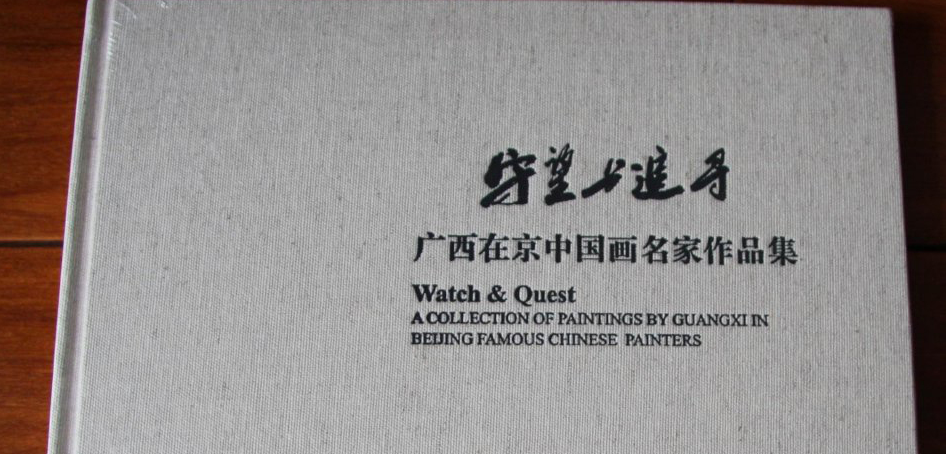 守望与追寻
广西在京中国画名家作品集
Watch & Quest
A COLLECTION OF PAINTINGS BY GUANGXI IN
BEIJING FAMOUS CHINESE PAINTERS